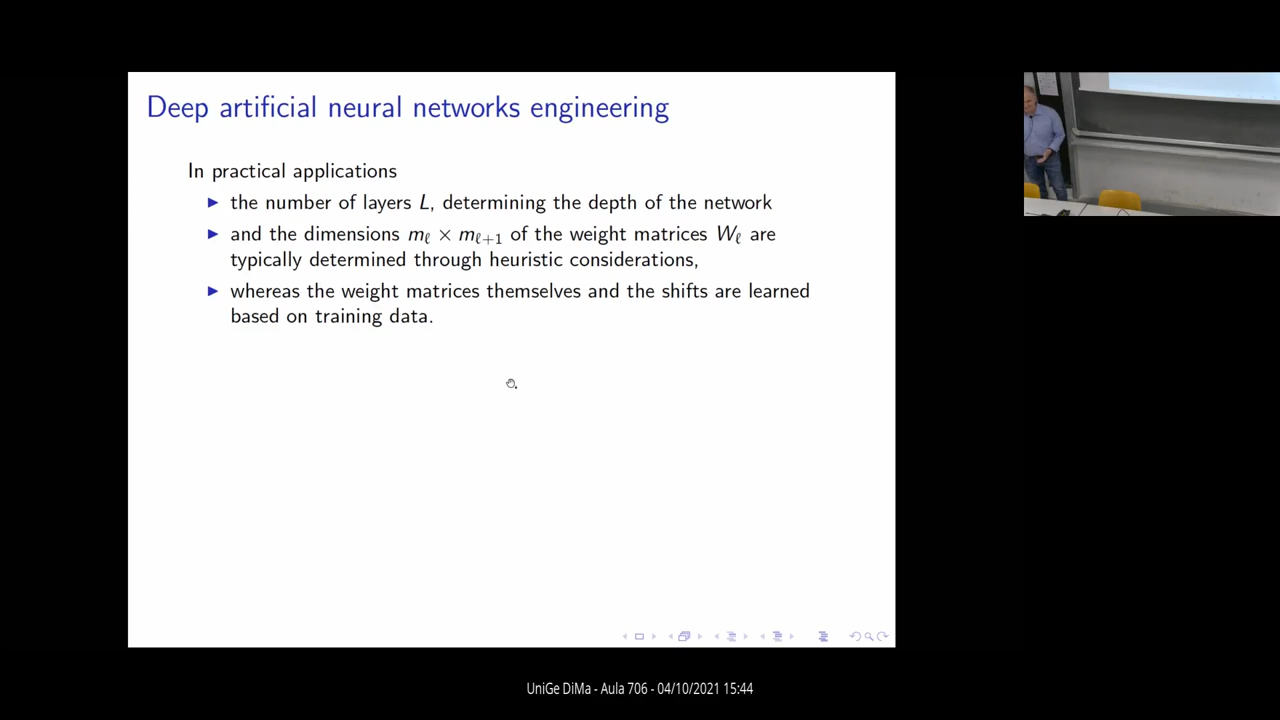 Deep artificial neural networks engineering
In practical applications
▶ the number of layers L, determining the depth of the network
▶ and the dimensions mℓ × mℓ+1 of the weight matrices Wℓ are
typically determined through heuristic considerations,
▶ whereas the weight matrices themselves and the shifts are learned
based on training data.
UniGe DiMa - Aula 706 - 04/10/2021 15:44